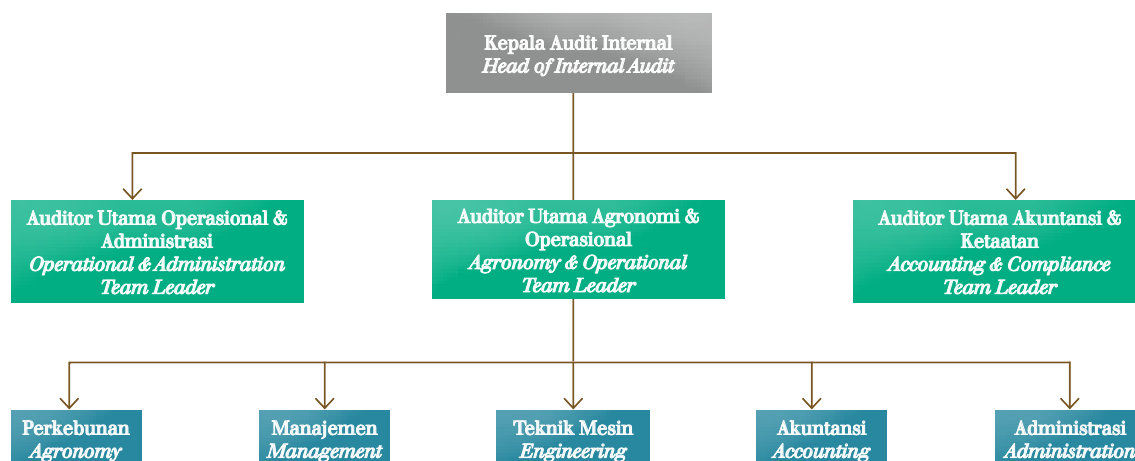 Kepala Audit Internal
Head of Internal Audit
Auditor Utama Operasional &
Administrasi
Operational & Administration
Team Leader
Auditor Utama Agronomi &
Operasional
Agronomy & Operational
Team Leader
Auditor Utama Akuntansi &
Ketaatan
Accounting & Compliance
Team Leader
Perkebunan
Agronomy
Manajemen
Management
Teknik Mesin
Engineering
Akuntansi
Accounting
Administrasi
Administration